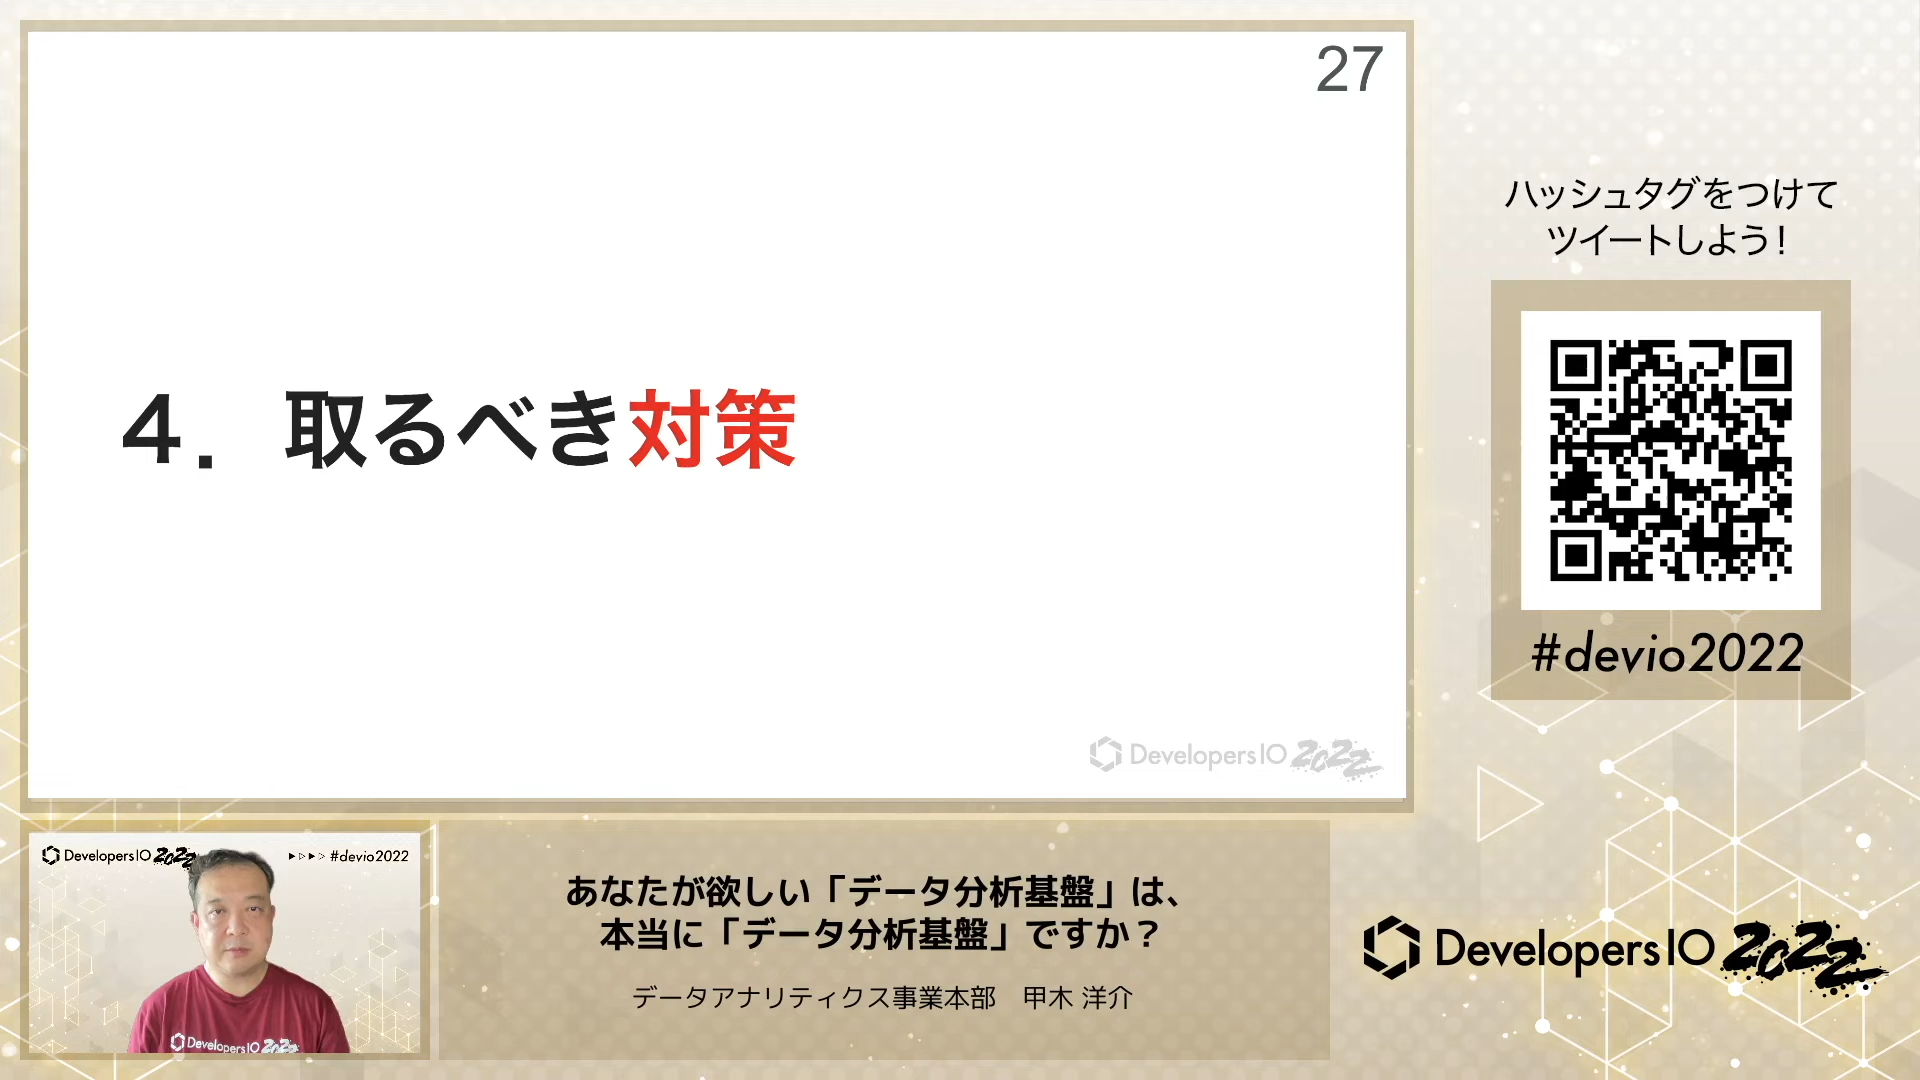 27
４．取るべき対策
DevelopersIO 2022
ハッシュタグをつけて
ツイートしよう！
#devio2022
DevelopersIO 2022
▶▷▶▷ #devio2022
DevelopersIO 2022
あなたが欲しい「データ分析基盤」は、
本当に「データ分析基盤」ですか？
データアナリティクス事業本部　甲木 洋介
DevelopersIO 2022